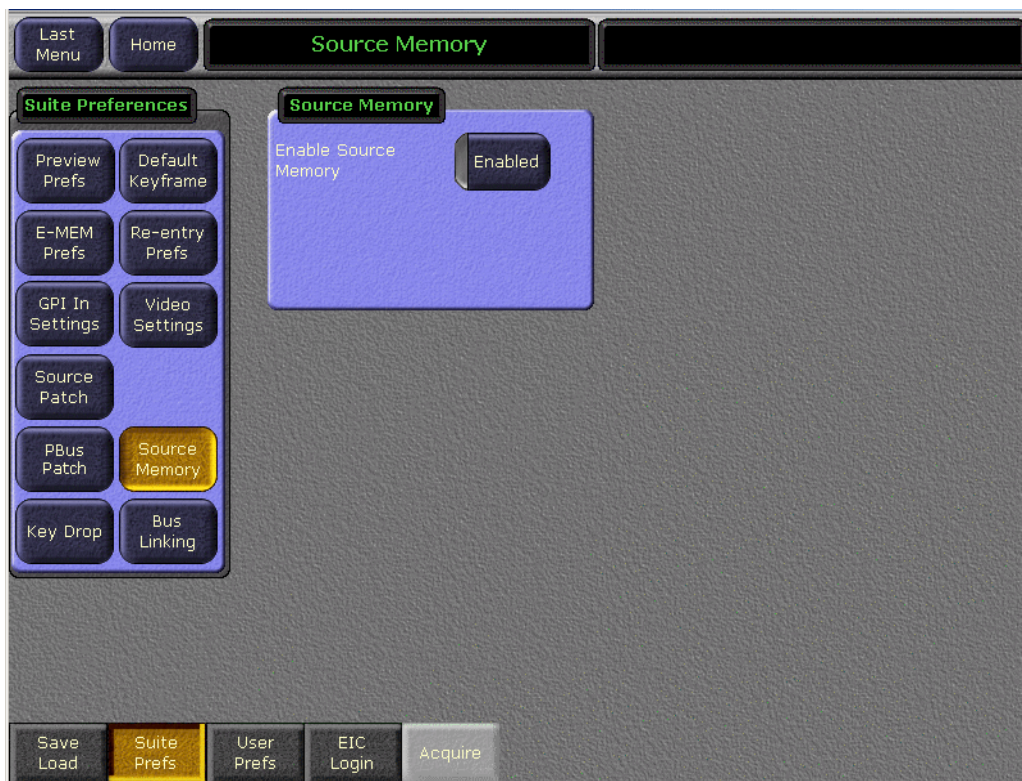 Last
Menu
Home
Source Memory
Suite Preferences
Preview
Prefs
Default
Keyframe
E-MEM
Prefs
Re-entry
Prefs
GPI In
Settings
Video
Settings
Source
Patch
PBus
Patch
Source
Memory
Key Drop
Bus
Linking
Source Memory
Enable Source
Memory
Enabled
Save
Load
Suite
Prefs
User
Prefs
EIC
Login
Acquire